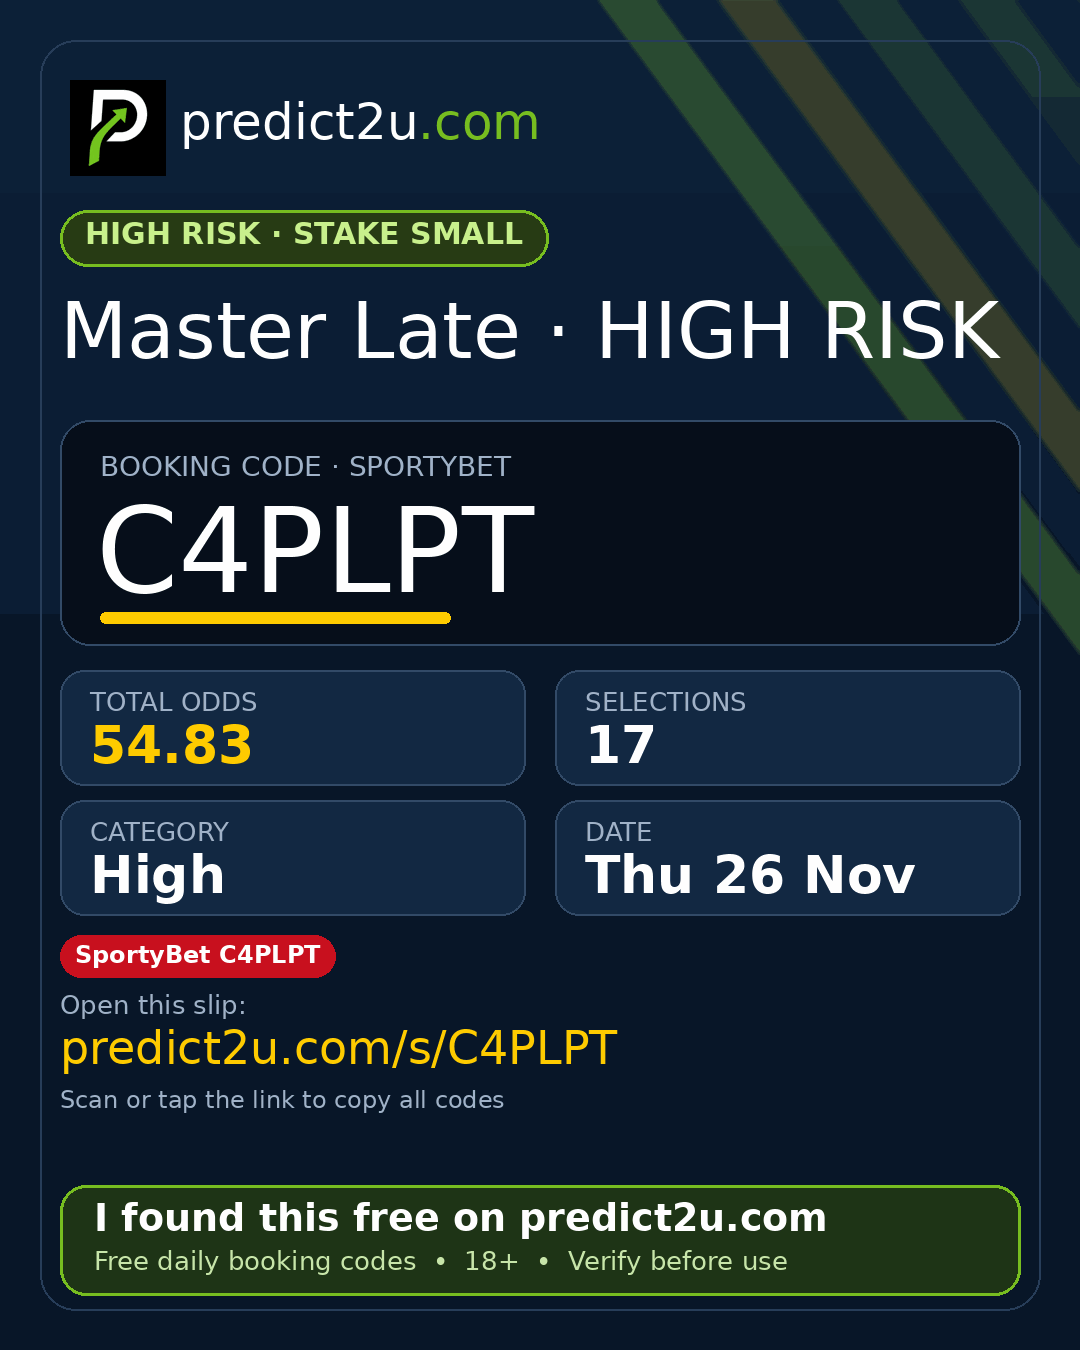 predict2u.com
HIGH RISK · STAKE SMALL
Master Late · HIGH RISK
BOOKING CODE · SPORTYBET
C4PLPT
TOTAL ODDS
54.83
SELECTIONS
17
CATEGORY
High
DATE
Thu 26 Nov
SportyBet C4PLPT
Open this slip:
predict2u.com/s/C4PLPT
Scan or tap the link to copy all codes
I found this free on predict2u.com
Free daily booking codes • 18+ • Verify before use